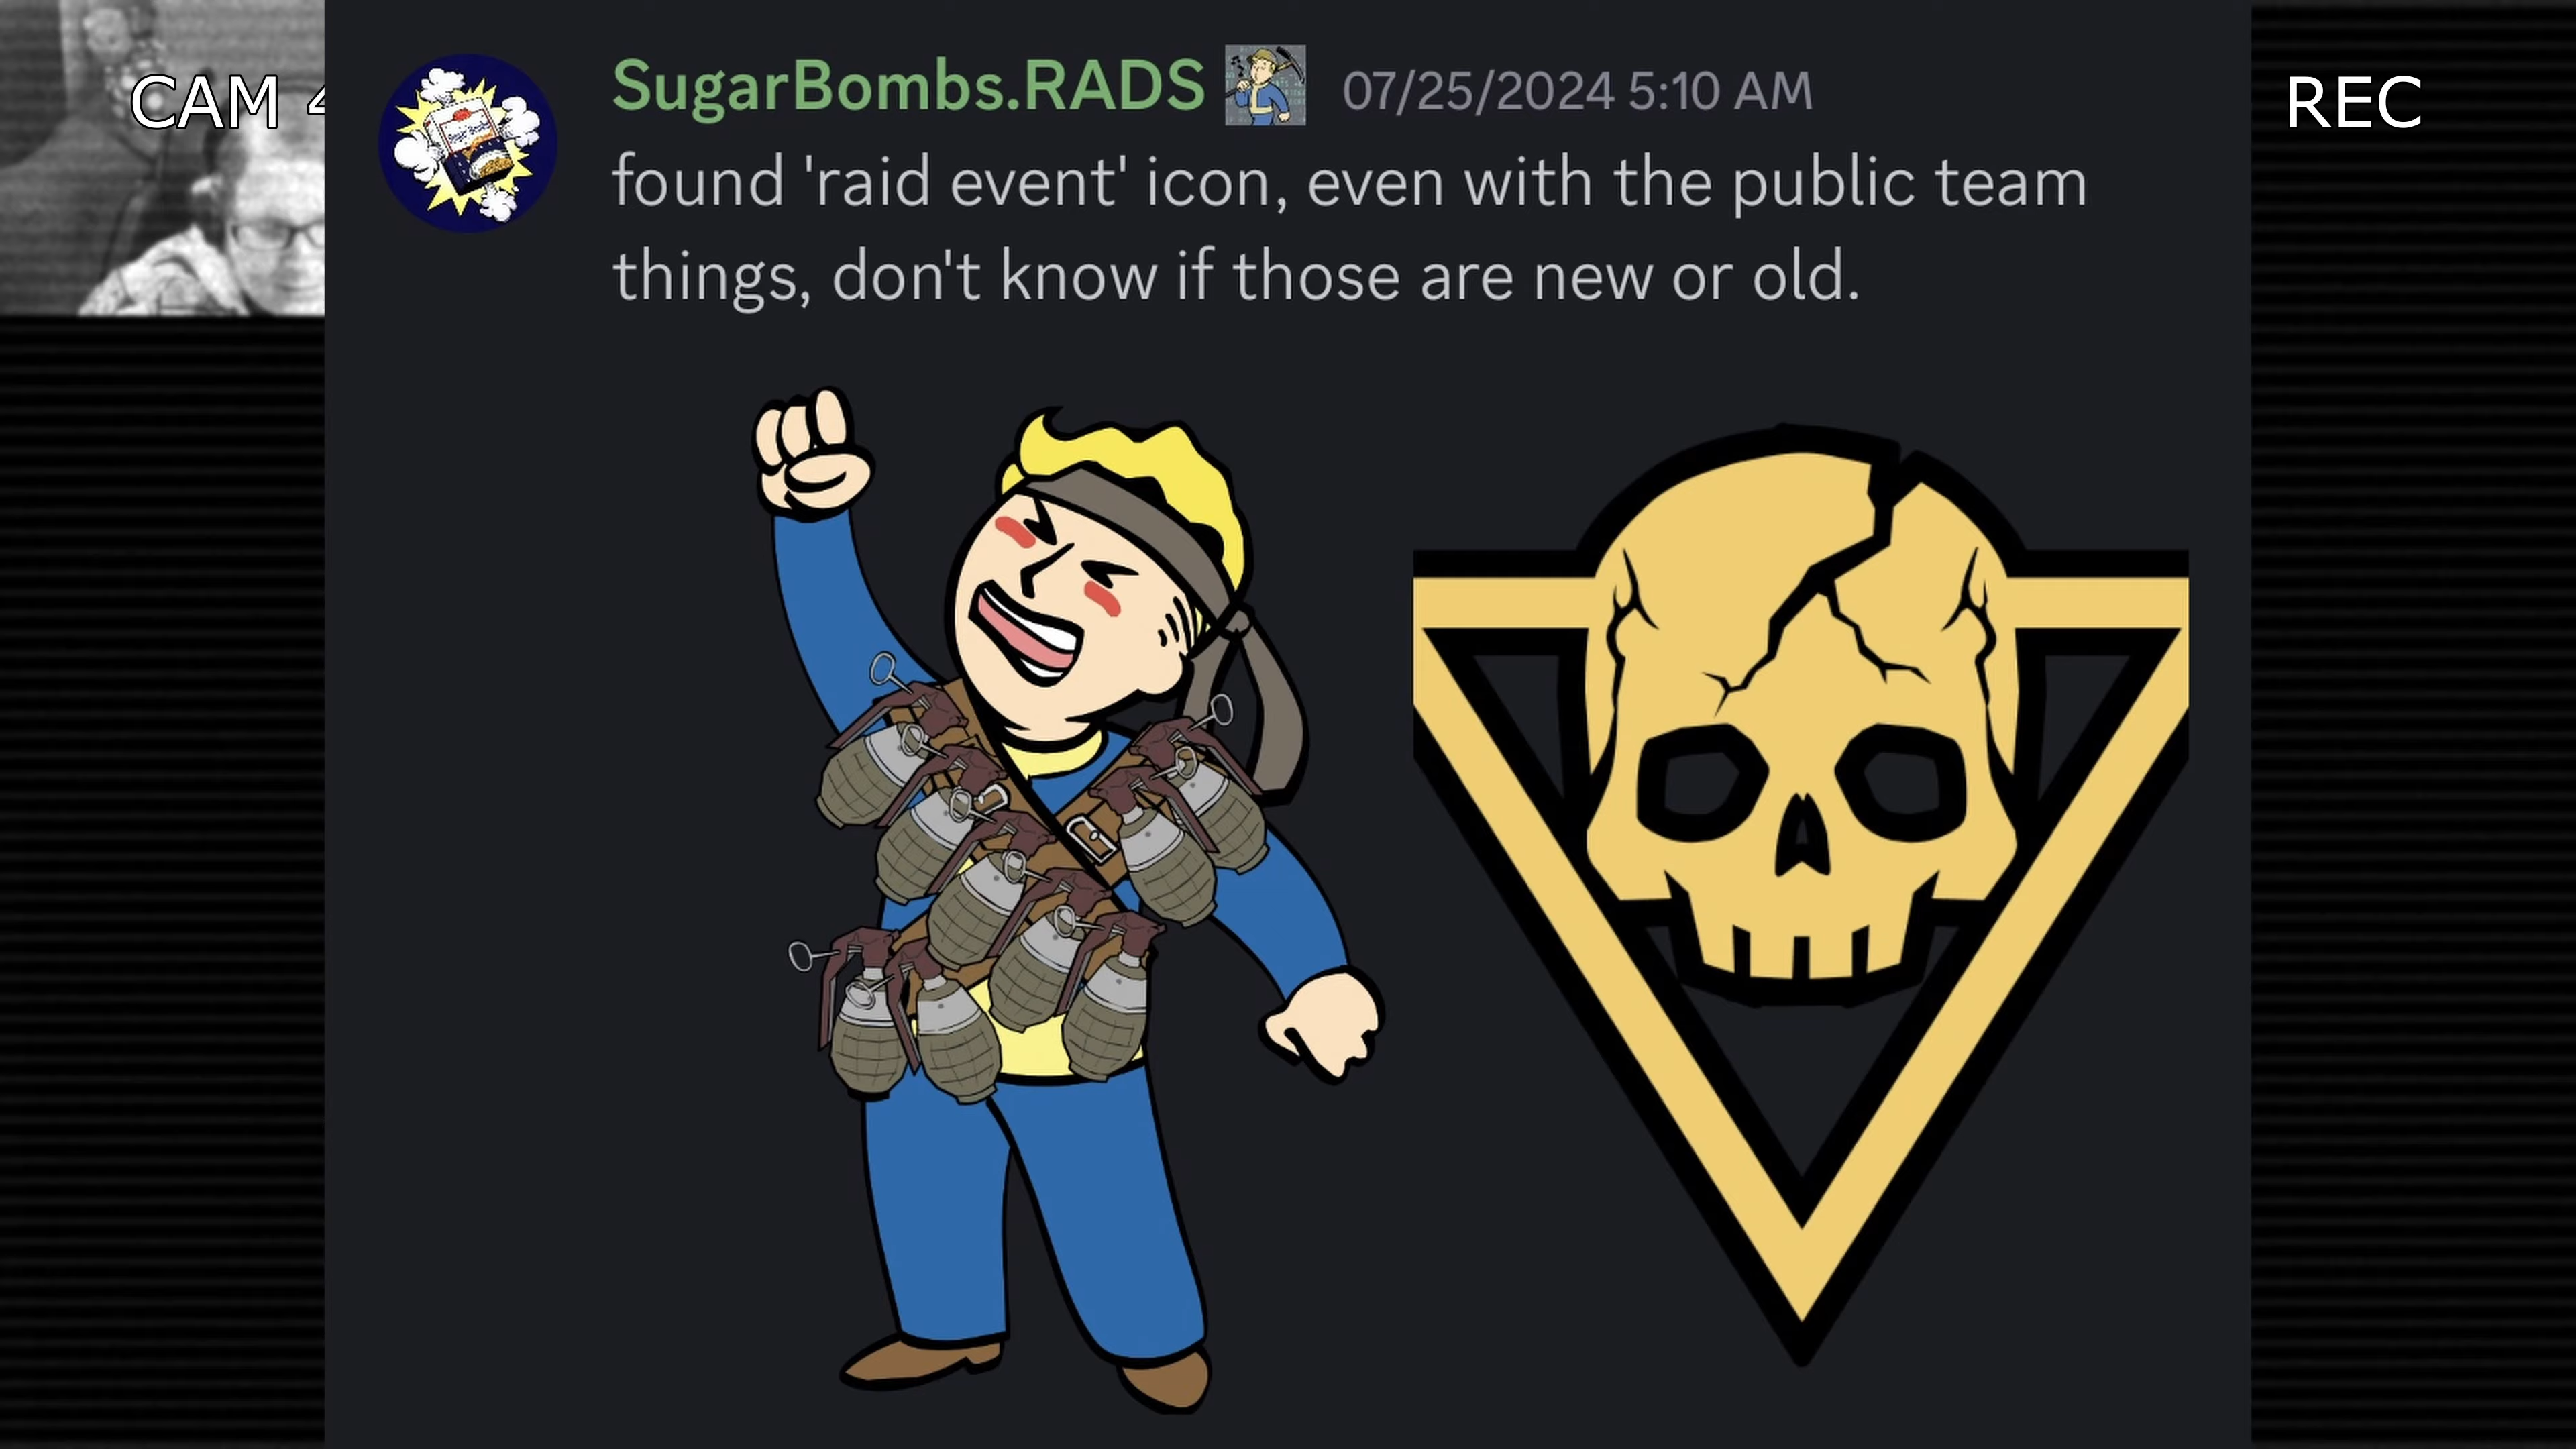 CAM 4
REC
SugarBombs.RADS 07/25/2024 5:10 AM
found 'raid event' icon, even with the public team
things, don't know if those are new or old.